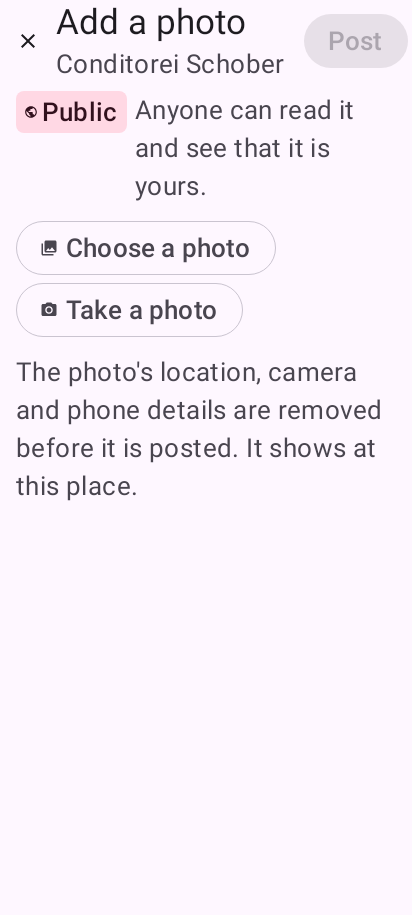 Add a photo
Conditorei Schober
Post
Public
Anyone can read it
and see that it is
yours.
Choose a photo
Take a photo
The photo's location, camera
and phone details are removed
before it is posted. It shows at
this place.